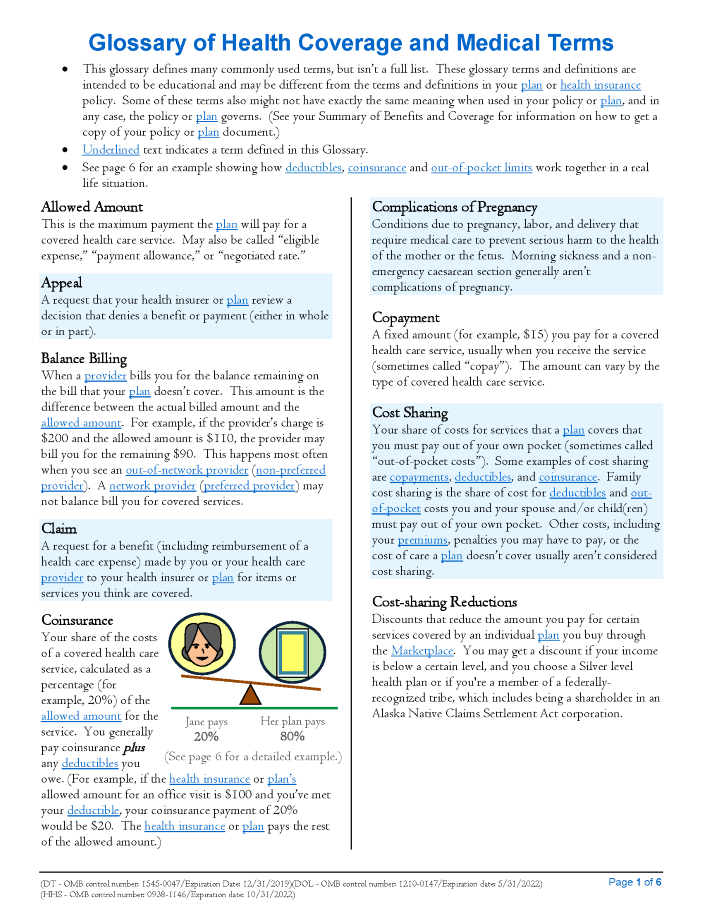 Glossary of Health Coverage and Medical Terms
• This glossary defines many commonly used terms, but isn't a full list. These glossary terms and definitions are
intended to be educational and may be different from the terms and definitions in your plan or health insurance
policy. Some of these terms also might not have exactly the same meaning when used in your policy or plan, and in
any case, the policy or plan governs. (See your Summary of Benefits and Coverage for information on how to get a
copy of your policy or plan document.)
• Underlined text indicates a term defined in this Glossary.
• See page 6 for an example showing how deductibles, coinsurance and out-of-pocket limits work together in a real
life situation.
Allowed Amount
This is the maximum payment the plan will pay for a
covered health care service. May also be called "eligible
expense," "payment allowance," or "negotiated rate."
Appeal
A request that your health insurer or plan review a
decision that denies a benefit or payment (either in whole
or in part).
Balance Billing
When a provider bills you for the balance remaining on
the bill that your plan doesn't cover. This amount is the
difference between the actual billed amount and the
allowed amount. For example, if the provider's charge is
$200 and the allowed amount is $110, the provider may
bill you for the remaining $90. This happens most often
when you see an out-of-network provider (non-preferred
provider). A network provider (preferred provider) may
not balance bill you for covered services.
Claim
A request for a benefit (including reimbursement of a
health care expense) made by you or your health care
provider to your health insurer or plan for items or
services you think are covered.
Coinsurance
Your share of the costs
of a covered health care
service, calculated as a
percentage (for
example, 20%) of the
allowed amount for the
service. You generally
pay coinsurance plus
any deductibles you
owe. (For example, if the health insurance or plan's
allowed amount for an office visit is $100 and you've met
your deductible, your coinsurance payment of 20%
would be $20. The health insurance or plan pays the rest
of the allowed amount.)
Jane pays
20%
Her plan pays
80%
(See page 6 for a detailed example.)
Complications of Pregnancy
Conditions due to pregnancy, labor, and delivery that
require medical care to prevent serious harm to the health
of the mother or the fetus. Morning sickness and a non-
emergency caesarean section generally aren't
complications of pregnancy.
Copayment
A fixed amount (for example, $15) you pay for a covered
health care service, usually when you receive the service
(sometimes called "copay"). The amount can vary by the
type of covered health care service.
Cost Sharing
Your share of costs for services that a plan covers that
you must pay out of your own pocket (sometimes called
"out-of-pocket costs"). Some examples of cost sharing
are copayments, deductibles, and coinsurance. Family
cost sharing is the share of cost for deductibles and out-
of-pocket costs you and your spouse and/or child(ren)
must pay out of your own pocket. Other costs, including
your premiums, penalties you may have to pay, or the
cost of care a plan doesn't cover usually aren't considered
cost sharing.
Cost-sharing Reductions
Discounts that reduce the amount you pay for certain
services covered by an individual plan you buy through
the Marketplace. You may get a discount if your income
is below a certain level, and you choose a Silver level
health plan or if you're a member of a federally-
recognized tribe, which includes being a shareholder in an
Alaska Native Claims Settlement Act corporation.
(DT - OMB control number: 1545-0047/Expiration Date: 12/31/2019)(DOL - OMB control number: 1210-0147/Expiration date: 5/31/2022)
(HHS - OMB control number: 0938-1146/Expiration date: 10/31/2022)
Page 1 of 6